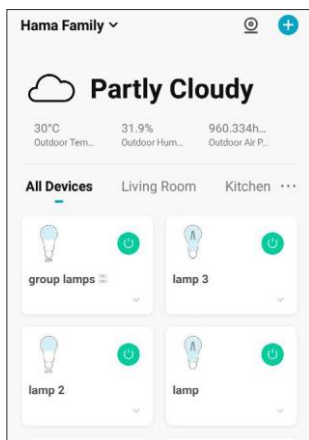 Hama Family
Partly Cloudy
30°C 31.9% 960.334h...
Outdoor Tem... Outdoor Hum... Outdoor Air P...
All Devices Living Room Kitchen ...
group lamps lamp 3
lamp 2 lamp